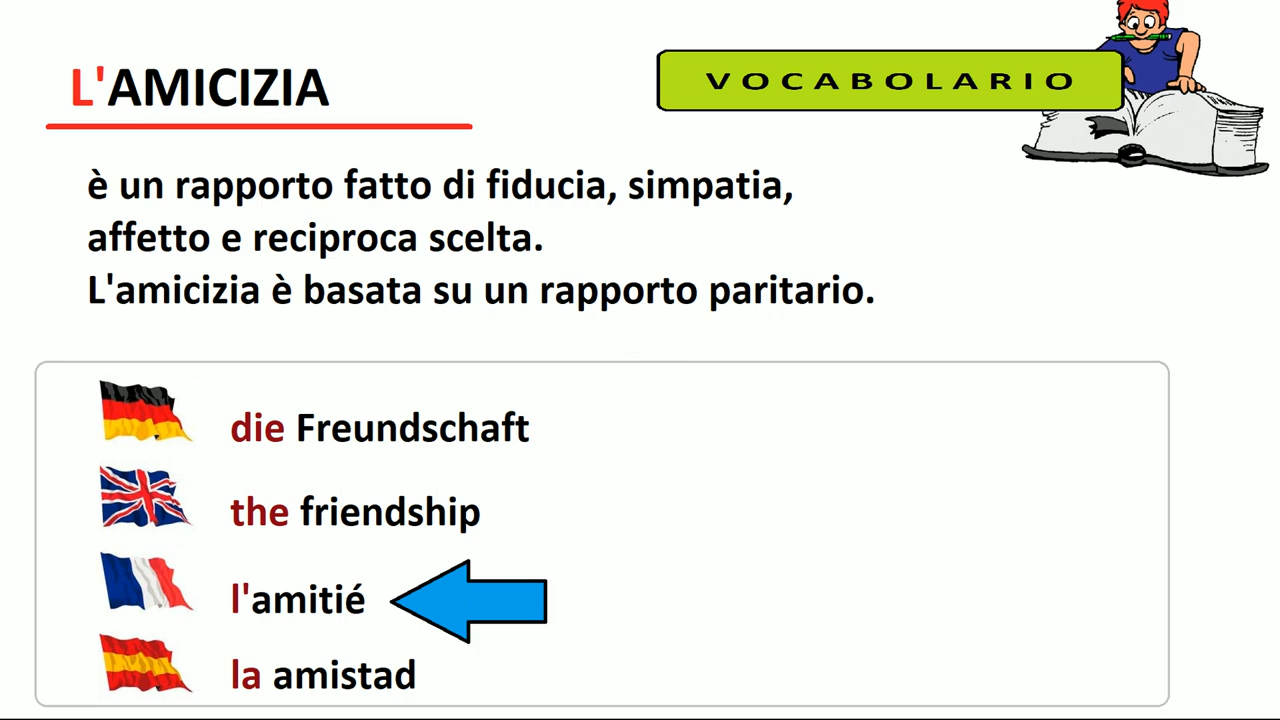 L'AMICIZIA
VOCABOLARIO
è un rapporto fatto di fiducia, simpatia,
affetto e reciproca scelta.
L'amicizia è basata su un rapporto paritario.
die Freundschaft
the friendship
l'amitié
la amistad